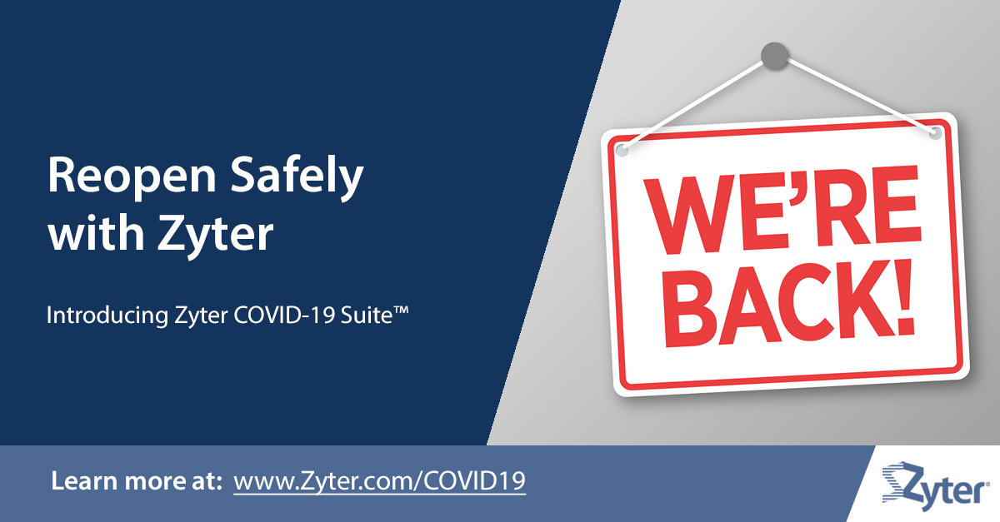 Reopen Safely
with Zyter
Introducing Zyter COVID-19 Suite™
WE'RE
BACK!
Learn more at: www.Zyter.com/COVID19
Zyter®